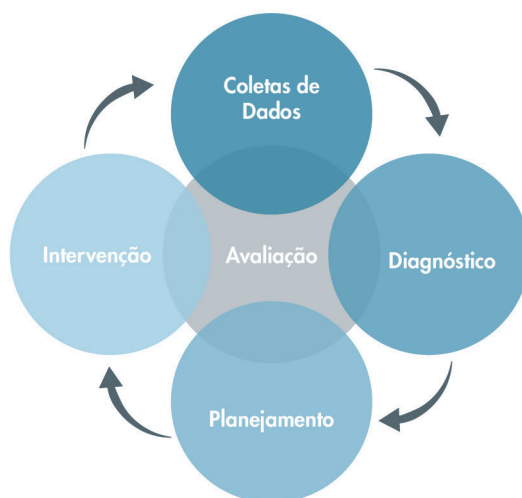 Coletas de
Dados
Intervenção
Avaliação
Diagnóstico
Planejamento